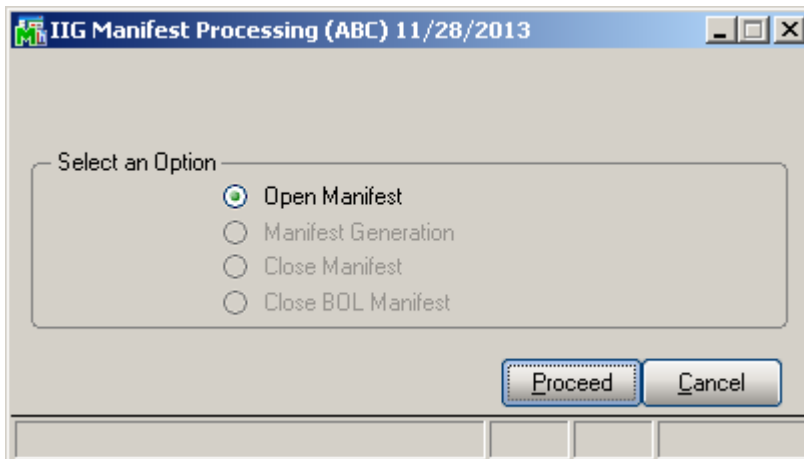 IIG Manifest Processing (ABC) 11/28/2013
Select an Option
Open Manifest
Manifest Generation
Close Manifest
Close BOL Manifest
Proceed Cancel